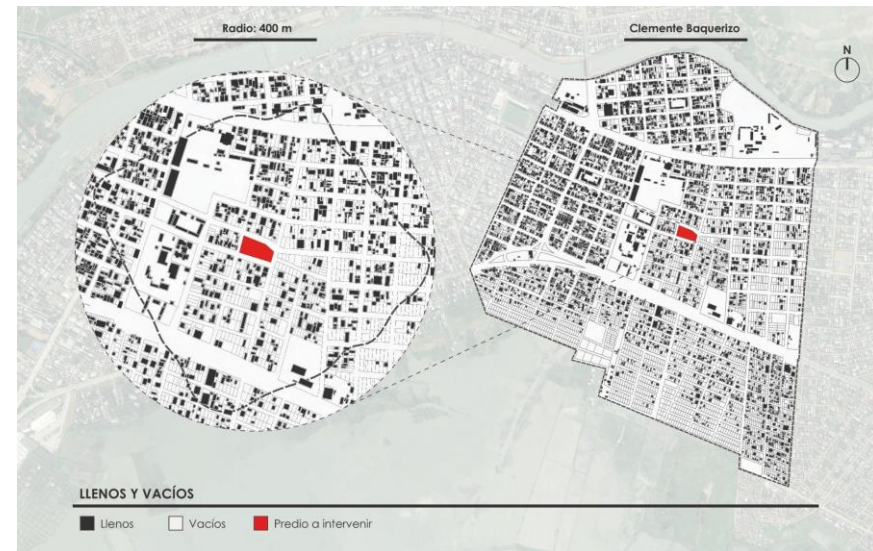 Radio: 400 m
Clemente Baquerizo
N
LLENOS Y VACÍOS
Llenos
Vacíos
Predio a intervenir